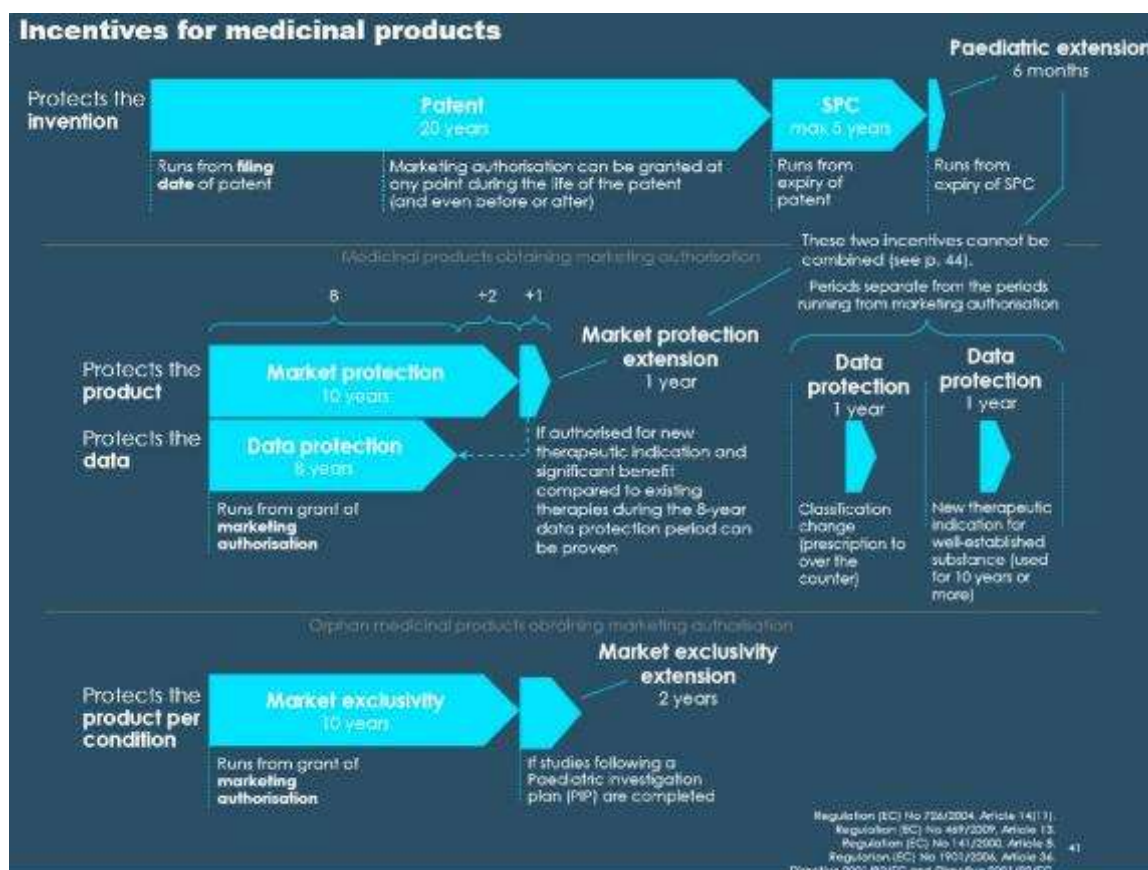 Incentives for medicinal products
Paediatric extension
6 months
Protects the
invention
Patent
20 years
SPC
max 5 years
Runs from filing
date of patent
Marketing authorisation can be granted at
any point during the life of the patent
(and even before or after)
Runs from
expiry of
patent
Runs from
expiry of SPC
These two incentives cannot be
combined (see p. 44).
Medicinal products obtaining marketing authorisation
Periods separate from the periods
running from marketing authorisation
8
+2
+1
Protects the
product
Market protection
10 years
Market protection
extension
1 year
Data
protection
1 year
Data
protection
1 year
Protects the
data
Data protection
8 years
Runs from grant of
marketing
authorisation
If authorised for new
therapeutic indication and
significant benefit
compared to existing
therapies during the 8-year
data protection period can
be proven
Classification
change
(prescription to
over the
counter)
New therapeutic
indication for
well-established
substance (used
for 10 years or
more)
Orphan medicinal products obtaining marketing authorisation
Protects the
product per
condition
Market exclusivity
10 years
Market exclusivity
extension
2 years
Runs from grant of
marketing
authorisation
If studies following a
Paediatric investigation
plan (PIP) are completed
Regulation (EC) No 726/2004, Article 14(11).
Regulation (EC) No 469/2009, Article 13.
Regulation (EC) No 141/2000, Article 8.
Regulation (EC) No 1901/2006, Article 36.
41